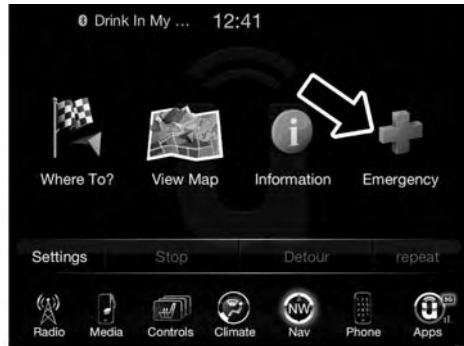 Drink In My ... 12:41
Where To? View Map Information Emergency
Settings Stop Detour repeat
NW
3G
Radio Media Controls Climate Nav Phone Apps